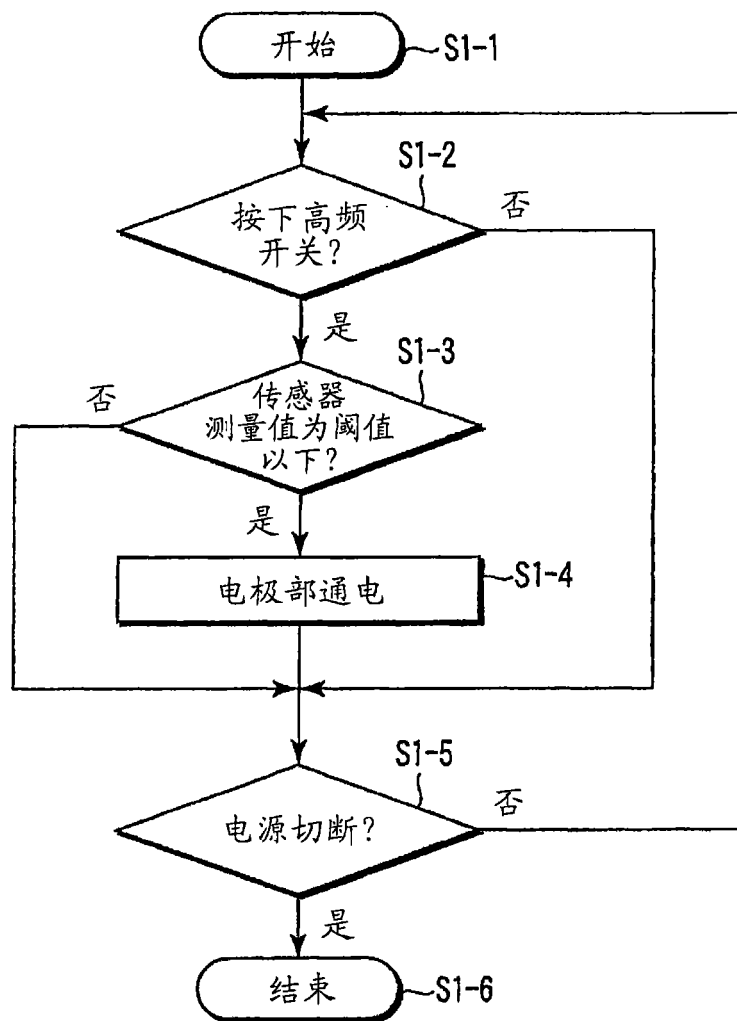 开始
S1-1
S1-2
按下高频
开关?
否
是
S1-3
否
传感器
测量值为阈值
以下?
是
电极部通电
S1-4
S1-5
电源切断?
否
是
结束
S1-6